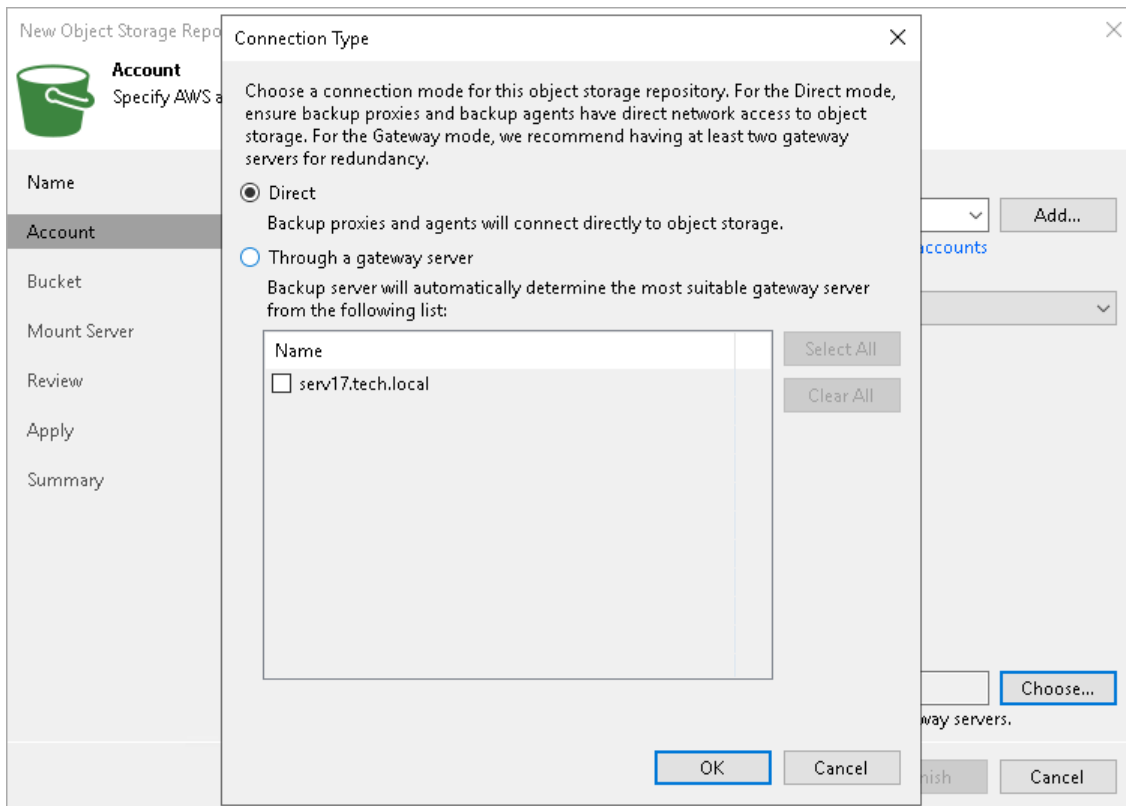 New Object Storage Repo
Connection Type
Account
Specify AWS a
Choose a connection mode for this object storage repository. For the Direct mode,
ensure backup proxies and backup agents have direct network access to object
storage. For the Gateway mode, we recommend having at least two gateway
servers for redundancy.
Name
Account
Bucket
Mount Server
Review
Apply
Summary
Direct
Backup proxies and agents will connect directly to object storage.
Through a gateway server
Backup server will automatically determine the most suitable gateway server
from the following list:
Name
serv17.tech.local
Select All
Clear All
OK
Cancel
Add...
accounts
Choose...
way servers.
nish
Cancel